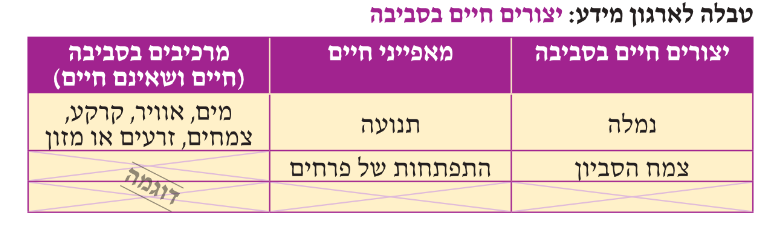 טבלה לארגון מידע: יצורים חיים בסביבה
יצורים חיים בסביבה
מאפייני חיים
מרכיבים בסביבה
(חיים ושאינם חיים)
נמלה
תנועה
מים, אוויר, קרקע,
צמחים, זרעים או מזון
צמח הסביון
התפתחות של פרחים
דוגמה